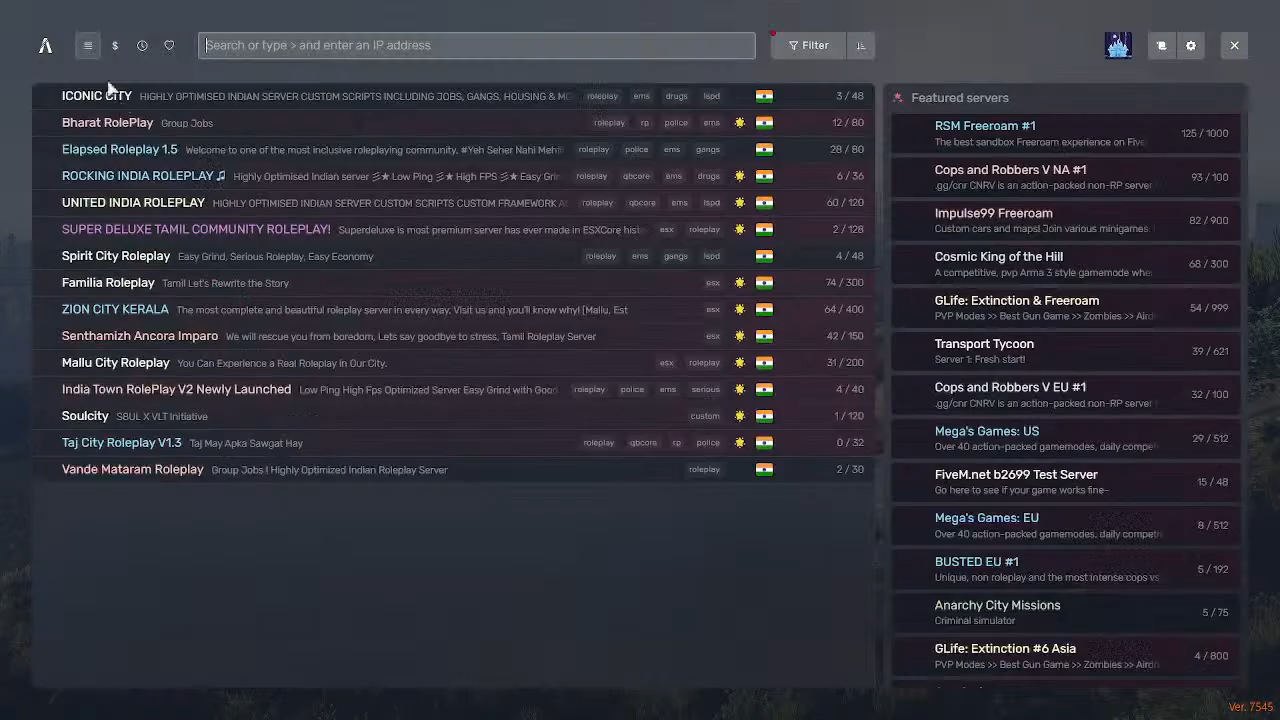 $ Search or type > and enter an IP address Filter
ICONIC CITY HIGHLY OPTIMISED INDIAN SERVER CUSTOM SCRIPTS INCLUDING JOBS, GANGS, HOUSING & MO roleplay ems drugs lspd 3 / 48
Bharat RolePlay Group Jobs roleplay rp police ems 12 / 80
Elapsed Roleplay 1.5 Welcome to one of the most inclusive roleplaying community, #Yeh Seher Nahi roleplay police ems gangs 28 / 80
ROCKING INDIA ROLEPLAY ♫ Highly Optimised Indian server 彡★ Low Ping 彡★ High FPS 彡★ Easy Grin roleplay qbcore ems drugs 6 / 36
UNITED INDIA ROLEPLAY HIGHLY OPTIMISED INDIAN SERVER CUSTOM SCRIPTS CUSTOM FRAMEWORK roleplay qbcore ems lspd 60 / 120
SUPER DELUXE TAMIL COMMUNITY ROLEPLAY! Superdeluxe is most premium server has ever made in ESXCore hist esx roleplay 2 / 128
Spirit City Roleplay Easy Grind, Serious Roleplay, Easy Economy roleplay ems gangs lspd 4 / 48
Familia Roleplay Tamil Let's Rewrite the Story esx 74 / 300
ZION CITY KERALA The most complete and beautiful roleplay server in every way. Visit us and you'll know why! [Mallu, Est esx 64 / 400
Senthamizh Ancora Imparo We will rescue you from boredom, Lets say goodbye to stress, Tamil Roleplay Server esx 42 / 150
Mallu City Roleplay You Can Experience a Real Roleplay in Our City. esx roleplay 31 / 200
India Town RolePlay V2 Newly Launched Low Ping High Fps Optimized Server Easy Grind with Good roleplay police ems serious 4 / 40
Soulcity SBUL X VLT Initiative custom 1 / 120
Taj City Roleplay V1.3 Taj May Apka Sawgat Hay roleplay qbcore rp police 0 / 32
Vande Mataram Roleplay Group Jobs | Highly Optimized Indian Roleplay Server roleplay 2 / 30
Featured servers
RSM Freeroam #1
The best sandbox Freeroam experience on Five 125 / 1000
Cops and Robbers V NA #1
.gg/cnr CNRV is an action-packed non-RP server 93 / 100
Impulse99 Freeroam
Custom cars and maps! Join various minigames: 82 / 900
Cosmic King of the Hill
A competitive, pvp Arma 3 style gamemode whe 68 / 300
GLife: Extinction & Freeroam
PVP Modes >> Best Gun Game >> Zombies >> Aird 54 / 999
Transport Tycoon
Server 1: Fresh start! 39 / 621
Cops and Robbers V EU #1
.gg/cnr CNRV is an action-packed non-RP server 32 / 100
Mega's Games: US
Over 40 action-packed gamemodes, daily compet 29 / 512
FiveM.net b2699 Test Server
Go here to see if your game works fine- 15 / 48
Mega's Games: EU
Over 40 action-packed gamemodes, daily compet 8 / 512
BUSTED EU #1
Unique, non roleplay and the most intense cops vs 5 / 192
Anarchy City Missions
Criminal simulator 5 / 75
GLife: Extinction #6 Asia
PVP Modes >> Best Gun Game >> Zombies >> Aird 4 / 800
Ver. 7545